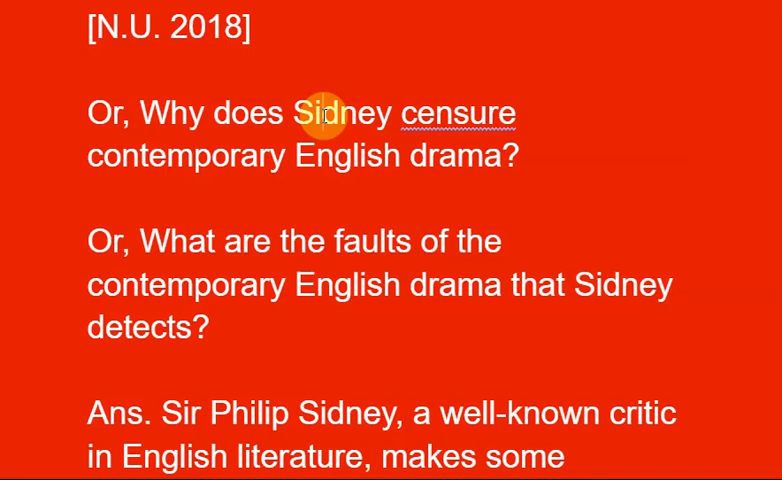 [N.U. 2018]
Or, Why does Sidney censure
contemporary English drama?
Or, What are the faults of the
contemporary English drama that Sidney
detects?
Ans. Sir Philip Sidney, a well-known critic
in English literature, makes some